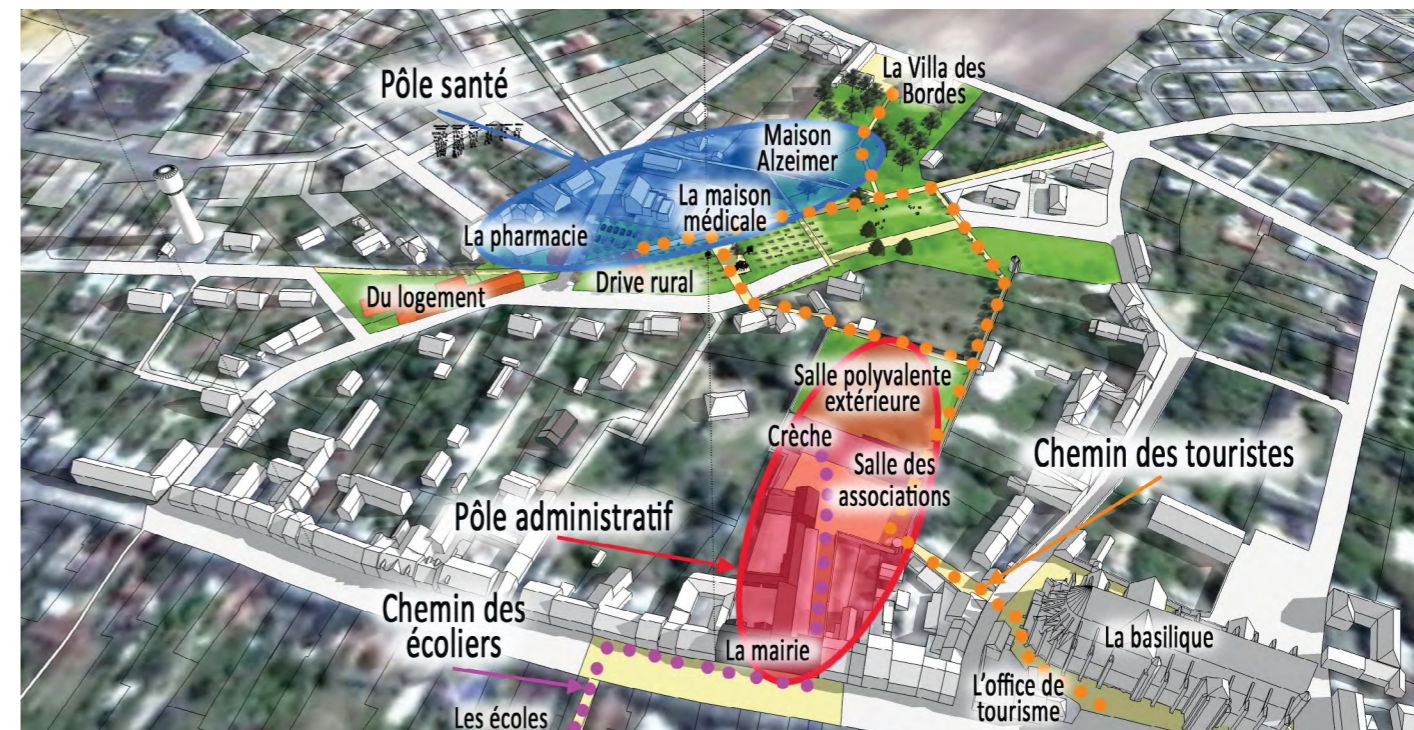 La Villa des
Bordes
Pôle santé
Maison
Alzeimer
La maison
médicale
La pharmacie
Drive rural
Du logement
Salle polyvalente
extérieure
Crèche
Chemin des touristes
Salle des
associations
Pôle administratif
Chemin des
écoliers
La mairie
La basilique
L'office de
tourisme
Les écoles